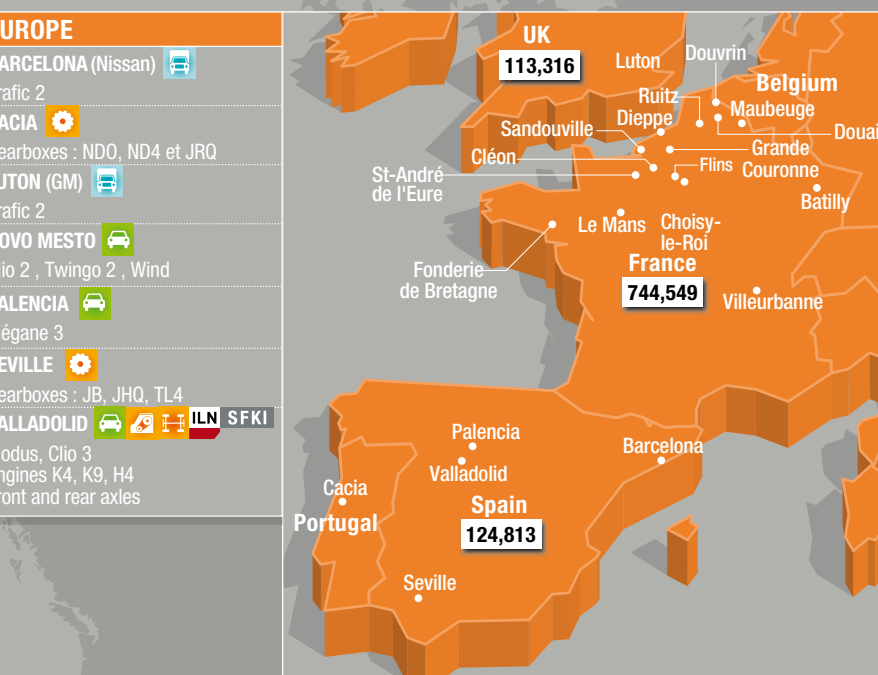 UROPE
ARCELONA (Nissan)
rafic 2
ACIA
earboxes : NDO, ND4 et JRQ
UTON (GM)
rafic 2
OVO MESTO
lio 2 , Twingo 2 , Wind
ALENCIA
égane 3
EVILLE
earboxes : JB, JHQ, TL4
ALLADOLID ILN SFKI
odus, Clio 3
ngines K4, K9, H4
ront and rear axles
UK
113,316
Luton
Douvrin
Belgium
Ruitz
Maubeuge
Dieppe
Sandouville
Douai
Grande
Couronne
Cléon
Flins
St-André
de l'Eure
Batilly
Le Mans
Choisy-
le-Roi
France
744,549
Fonderie
de Bretagne
Villeurbanne
Palencia
Barcelona
Valladolid
Cacia
Portugal
Spain
124,813
Seville